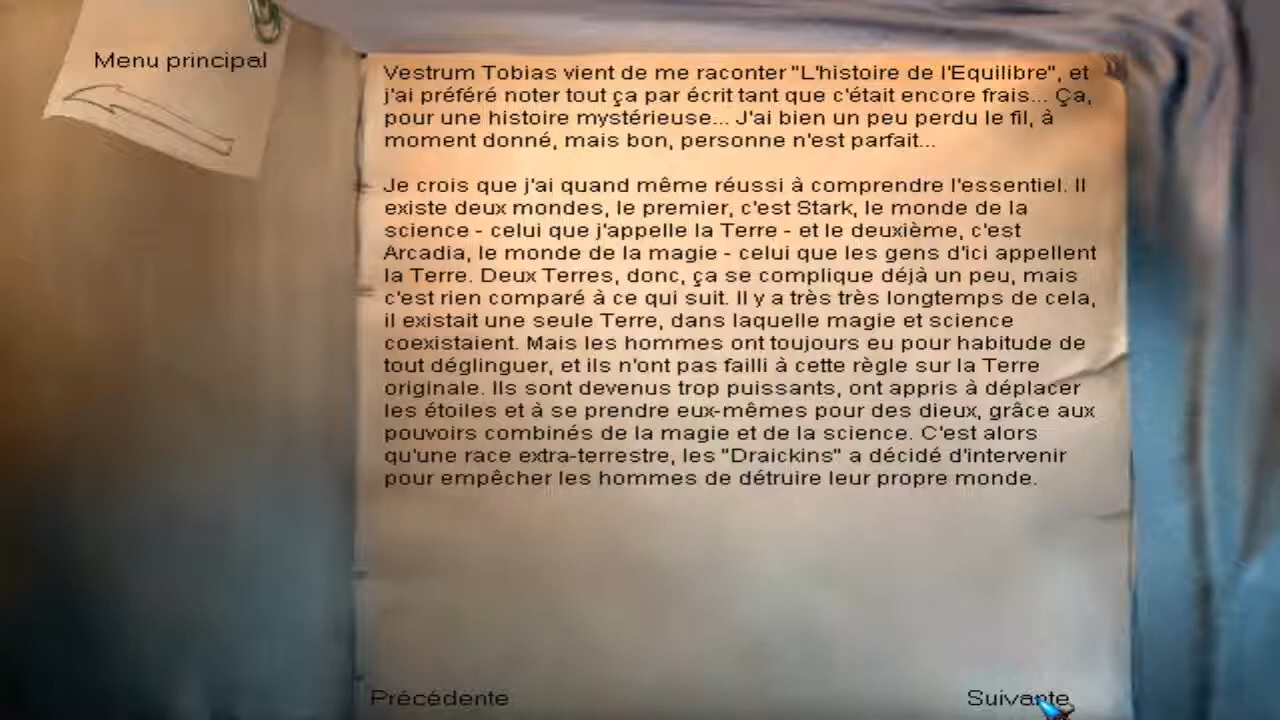 Menu principal
Vestrum Tobias vient de me raconter "L'histoire de l'Equilibre", et
j'ai préféré noter tout ça par écrit tant que c'était encore frais... Ça,
pour une histoire mystérieuse... J'ai bien un peu perdu le fil, à
moment donné, mais bon, personne n'est parfait...
Je crois que j'ai quand même réussi à comprendre l'essentiel. Il
existe deux mondes, le premier, c'est Stark, le monde de la
science - celui que j'appelle la Terre - et le deuxième, c'est
Arcadia, le monde de la magie - celui que les gens d'ici appellent
la Terre. Deux Terres, donc, ça se complique déjà un peu, mais
c'est rien comparé à ce qui suit. Il y a très très longtemps de cela,
il existait une seule Terre, dans laquelle magie et science
coexistaient. Mais les hommes ont toujours eu pour habitude de
tout déglinguer, et ils n'ont pas failli à cette règle sur la Terre
originale. Ils sont devenus trop puissants, ont appris à déplacer
les étoiles et à se prendre eux-mêmes pour des dieux, grâce aux
pouvoirs combinés de la magie et de la science. C'est alors
qu'une race extra-terrestre, les "Draickins" a décidé d'intervenir
pour empêcher les hommes de détruire leur propre monde.
Précédente
Suivante